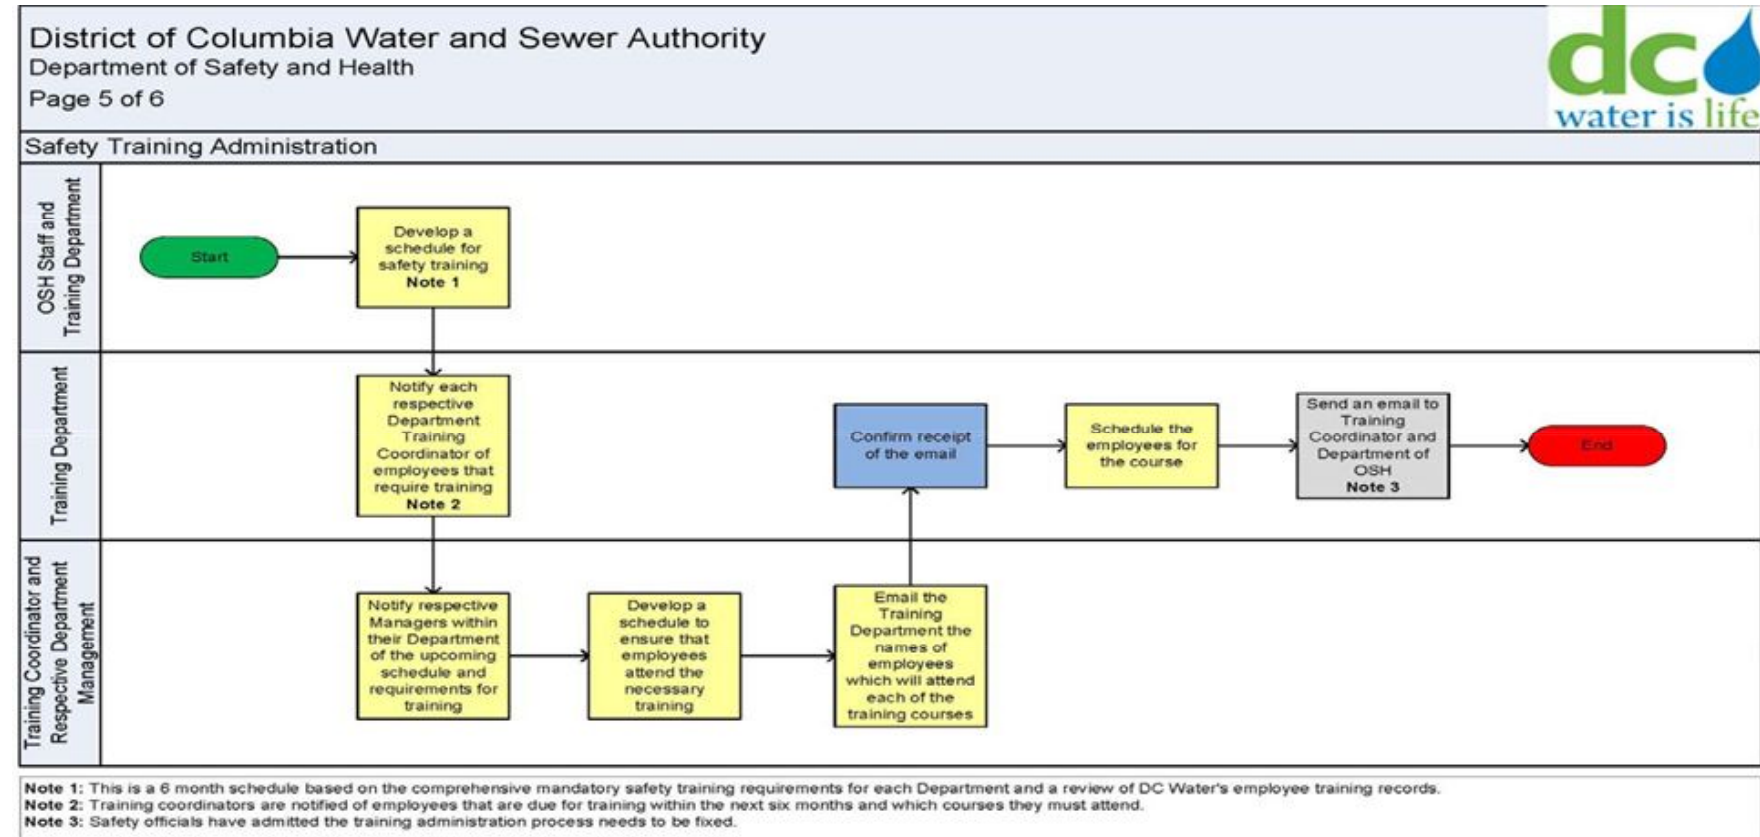 District of Columbia Water and Sewer Authority
Department of Safety and Health
Page 5 of 6
dc
water is life
Safety Training Administration
OSH Staff and
Training Department
Start
Develop a
schedule for
safety training
Note 1
Training Department
Notify each
respective
Department
Training
Coordinator of
employees that
require training
Note 2
Confirm receipt
of the email
Schedule the
employees for
the course
Send an email to
Training
Coordinator and
Department of
OSH
Note 3
End
Training Coordinator and
Respective Department
Management
Notify respective
Managers within
their Department
of the upcoming
schedule and
requirements for
training
Develop a
schedule to
ensure that
employees
attend the
necessary
training
Email the
Training
Department the
names of
employees
which will attend
each of the
training courses
Note 1: This is a 6 month schedule based on the comprehensive mandatory safety training requirements for each Department and a review of DC Water's employee training records.
Note 2: Training coordinators are notified of employees that are due for training within the next six months and which courses they must attend.
Note 3: Safety officials have admitted the training administration process needs to be fixed.